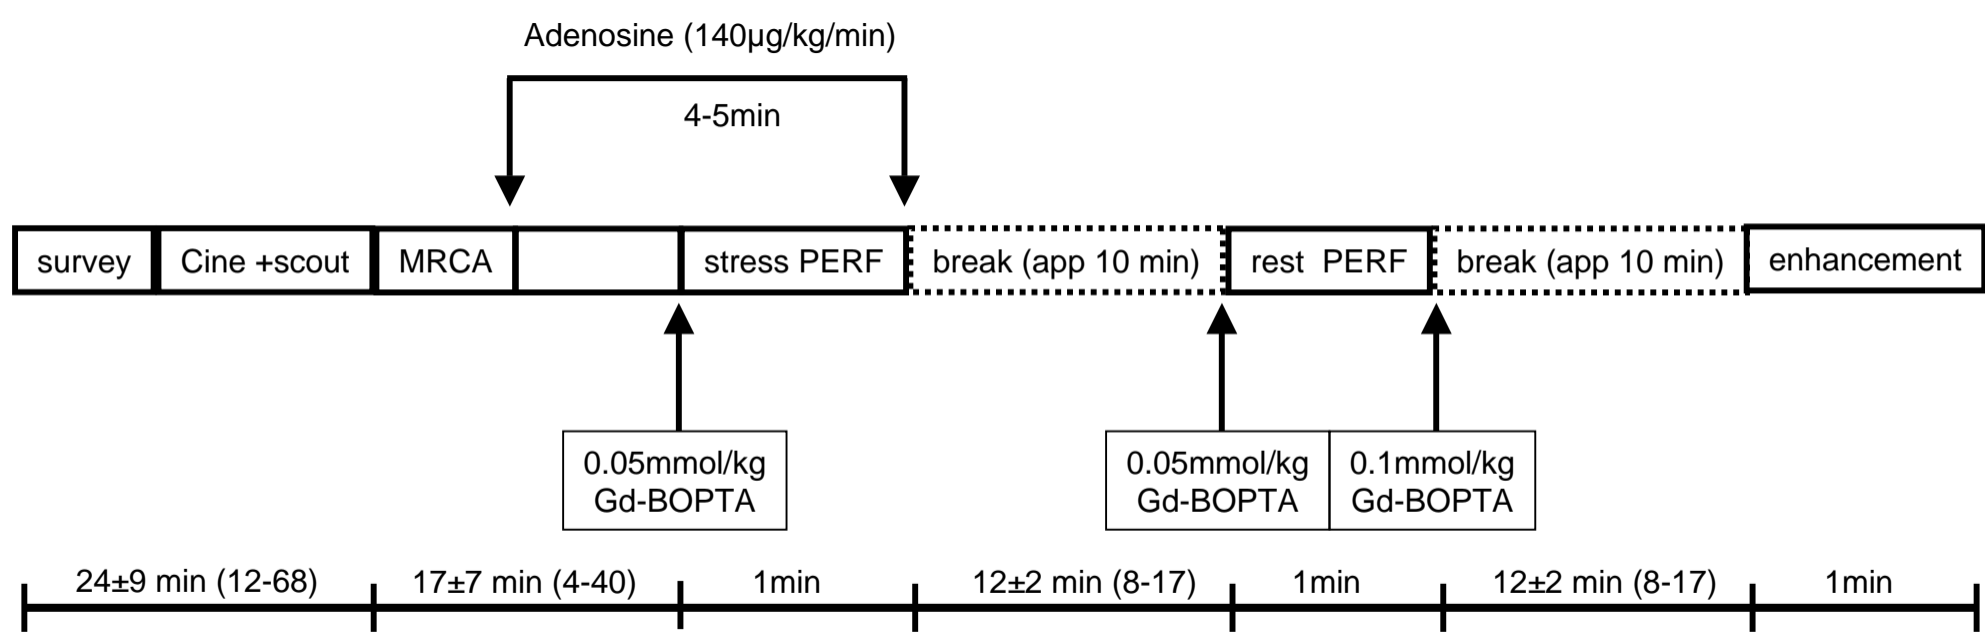 Adenosine (140µg/kg/min)
4-5min
survey
Cine +scout
MRCA
stress PERF
break (app 10 min)
rest PERF
break (app 10 min)
enhancement
0.05mmol/kg
Gd-BOPTA
0.05mmol/kg
Gd-BOPTA
0.1mmol/kg
Gd-BOPTA
24±9 min (12-68)
17±7 min (4-40)
1min
12±2 min (8-17)
1min
12±2 min (8-17)
1min